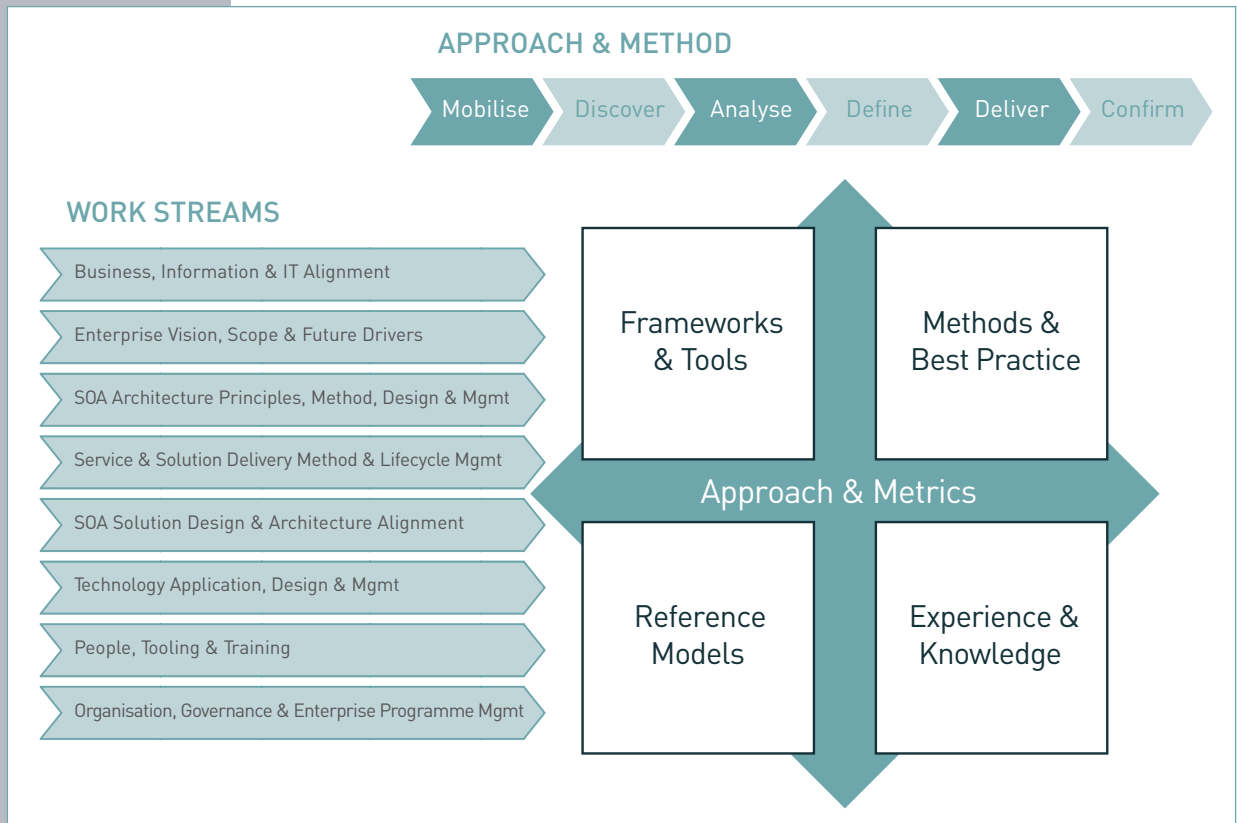 APPROACH & METHOD
Mobilise
Discover
Analyse
Define
Deliver
Confirm
WORK STREAMS
Business, Information & IT Alignment
Enterprise Vision, Scope & Future Drivers
SOA Architecture Principles, Method, Design & Mgmt
Service & Solution Delivery Method & Lifecycle Mgmt
SOA Solution Design & Architecture Alignment
Technology Application, Design & Mgmt
People, Tooling & Training
Organisation, Governance & Enterprise Programme Mgmt
Frameworks
& Tools
Methods &
Best Practice
Approach & Metrics
Reference
Models
Experience &
Knowledge